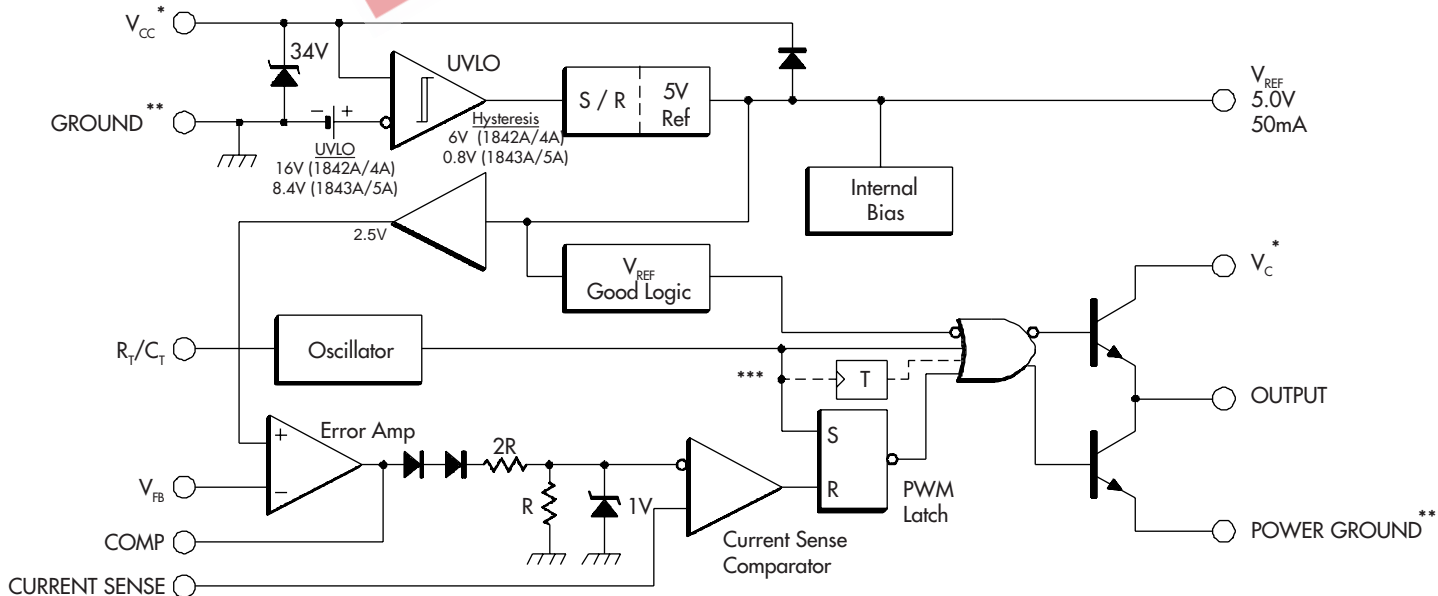 VCC*
34V
UVLO
GROUND**
− +
UVLO
16V (1842A/4A)
8.4V (1843A/5A)
Hysteresis
6V (1842A/4A)
0.8V (1843A/5A)
S / R
5V
Ref
VREF
5.0V
50mA
Internal
Bias
2.5V
VREF
Good Logic
VC*
RT/CT
Oscillator
***
T
OUTPUT
Error Amp
+
−
2R
R
1V
S
R
PWM
Latch
VFB
COMP
Current Sense
Comparator
POWER GROUND**
CURRENT SENSE